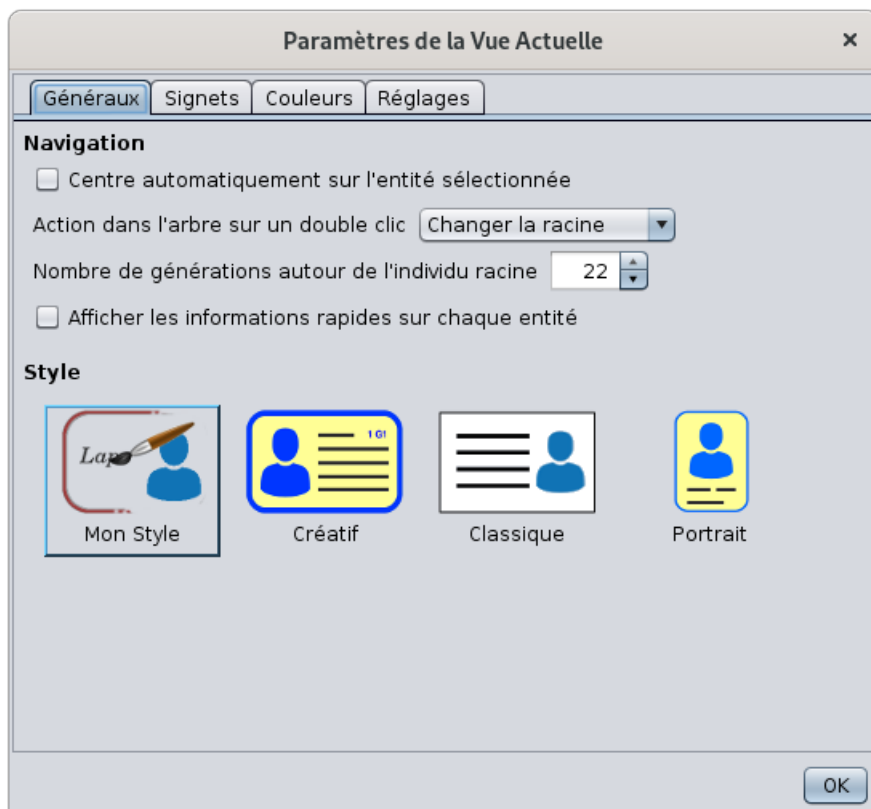 Paramètres de la Vue Actuelle
Généraux Signets Couleurs Réglages
Navigation
Centre automatiquement sur l'entité sélectionnée
Action dans l'arbre sur un double clic Changer la racine
Nombre de générations autour de l'individu racine 22
Afficher les informations rapides sur chaque entité
Style
1 G1
Mon Style Créatif Classique Portrait
OK